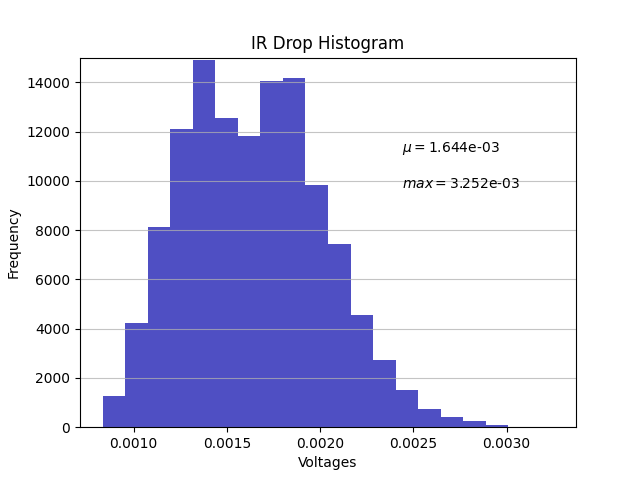 IR Drop Histogram
14000
12000
10000
8000
6000
4000
2000
0
Frequency
μ = 1.644e-03
max = 3.252e-03
0.0010 0.0015 0.0020 0.0025 0.0030
Voltages